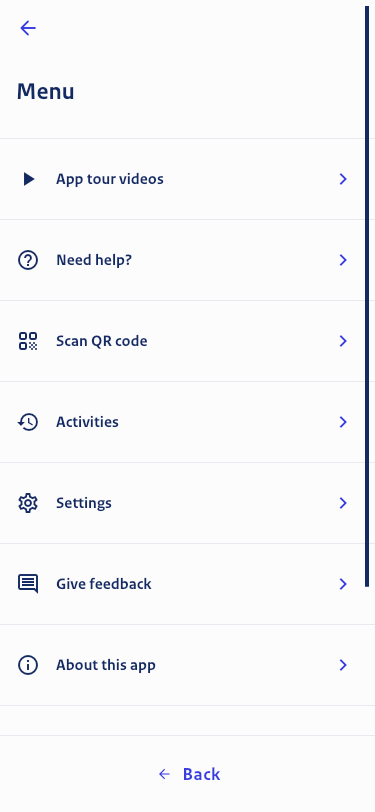 Menu
App tour videos
Need help?
Scan QR code
Activities
Settings
Give feedback
About this app
Back